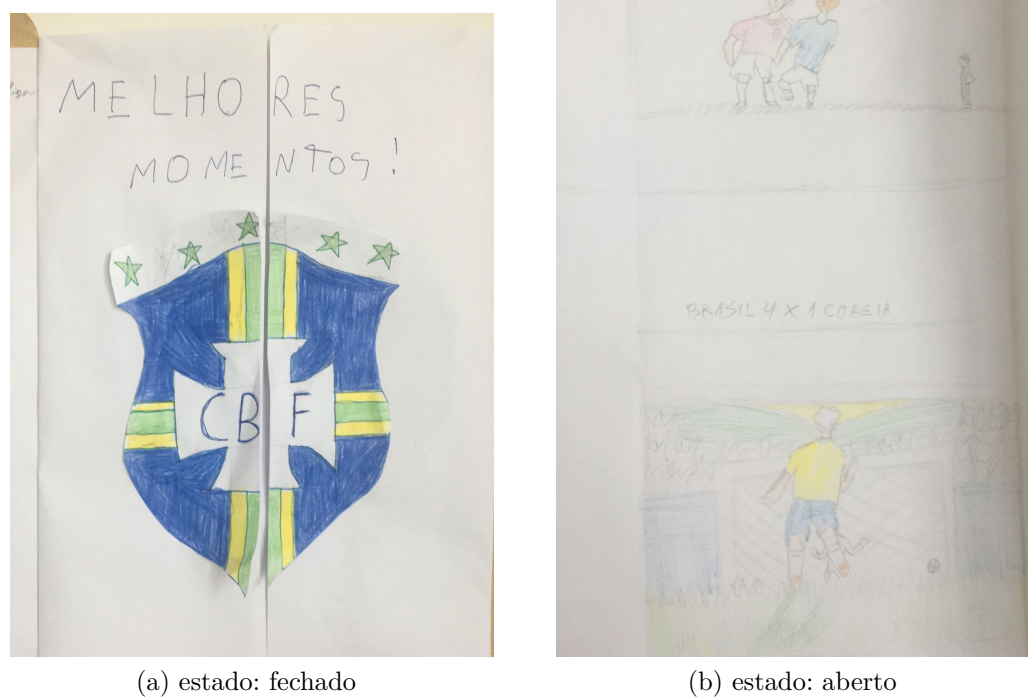 MELHORES
MOMENTOS!
CBF
BRASIL 4 X 1 COREIA
(a) estado: fechado
(b) estado: aberto